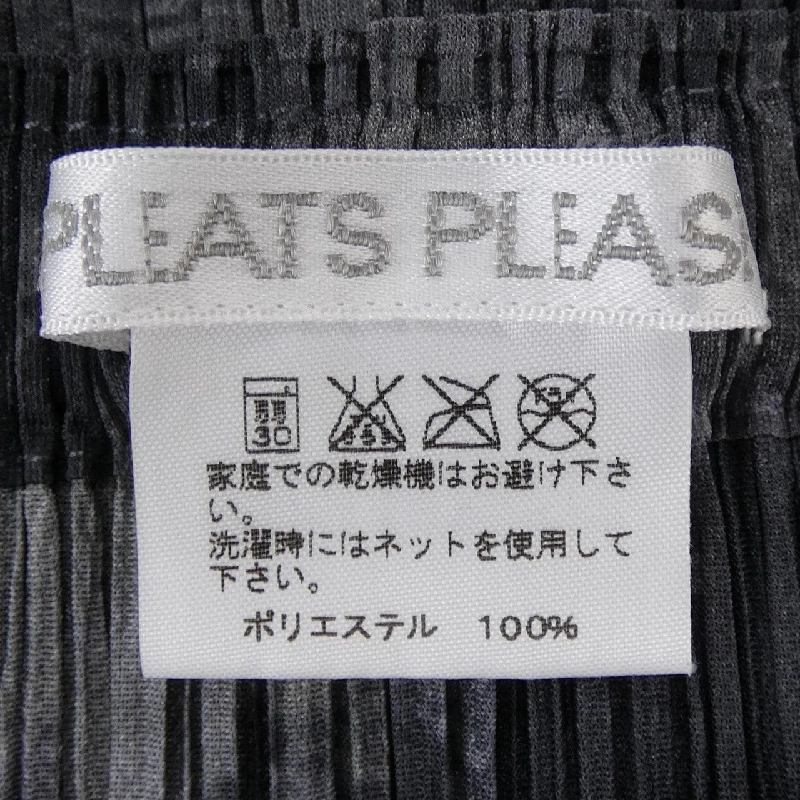 PLEATS PLEAS
弱
30
家庭での乾燥機はお避け下さ
い。
洗濯時にはネットを使用して
下さい。
ポリエステル 100%